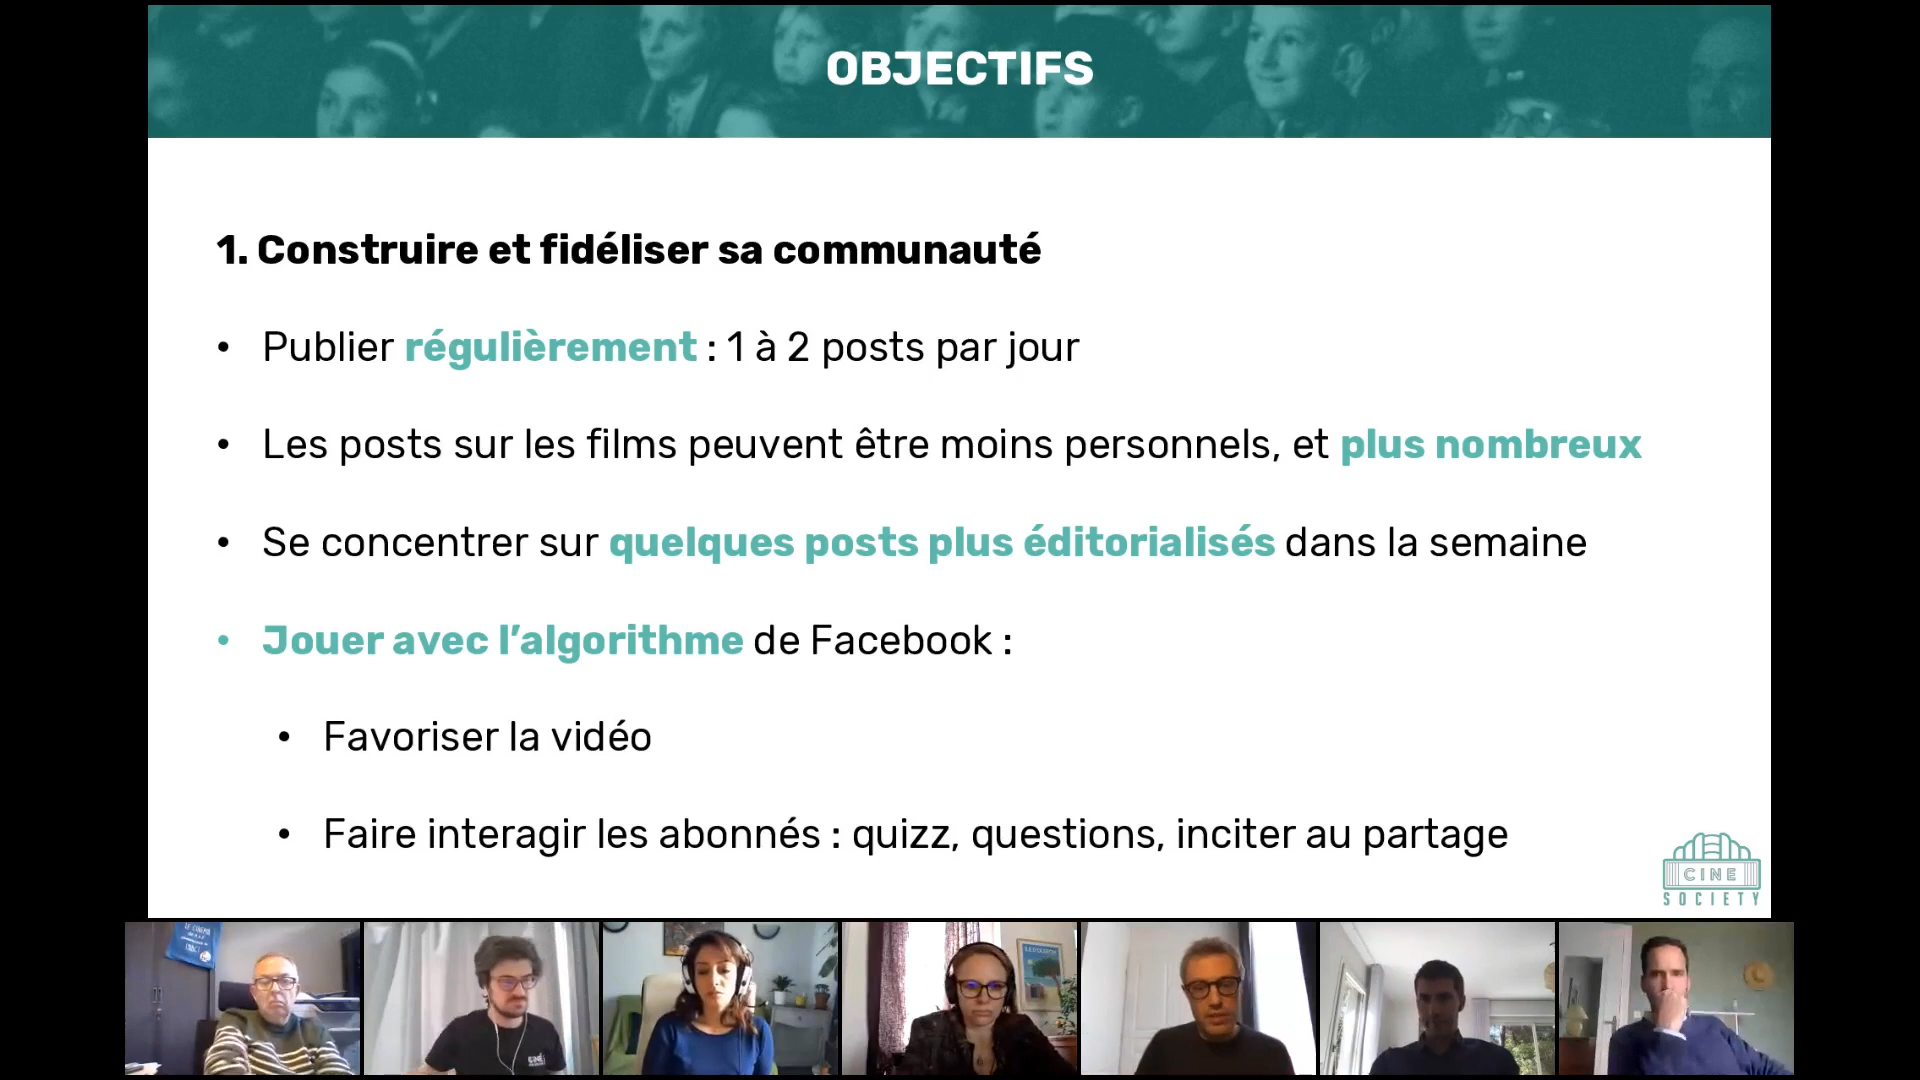 OBJECTIFS
1. Construire et fidéliser sa communauté
• Publier régulièrement : 1 à 2 posts par jour
• Les posts sur les films peuvent être moins personnels, et plus nombreux
• Se concentrer sur quelques posts plus éditorialisés dans la semaine
• Jouer avec l’algorithme de Facebook :
• Favoriser la vidéo
• Faire interagir les abonnés : quizz, questions, inciter au partage
CINE
SOCIETY